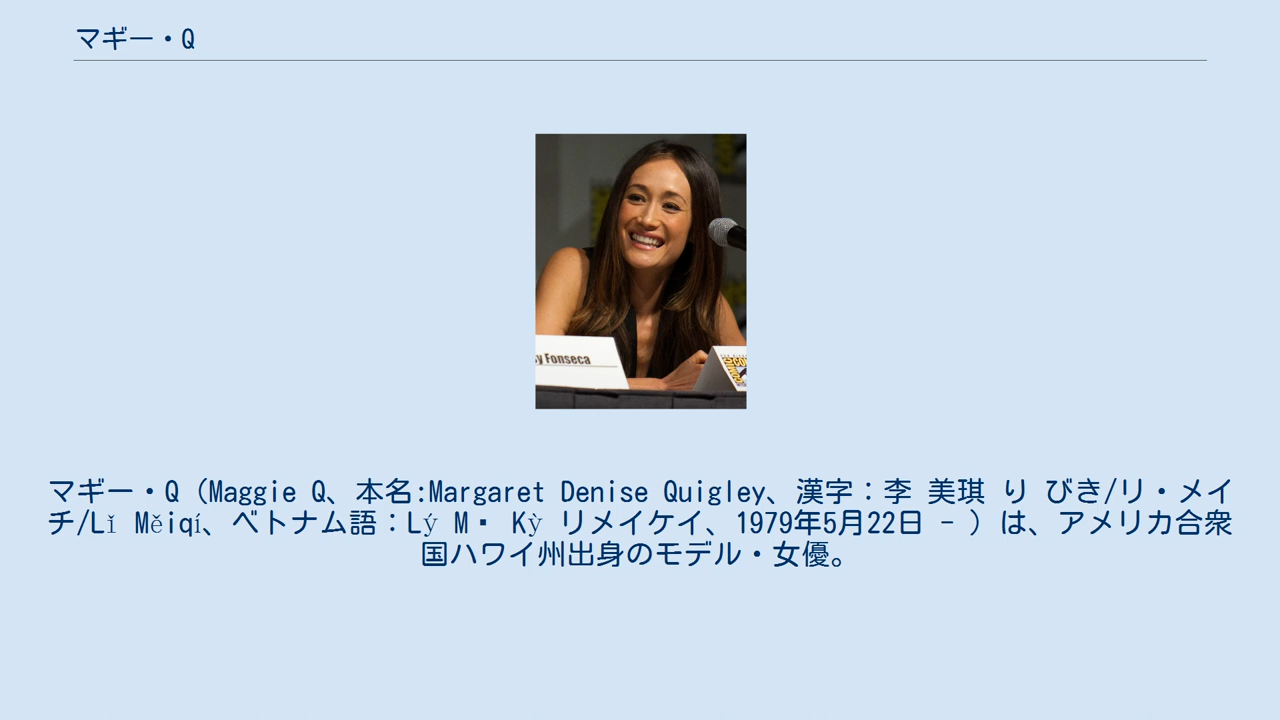 マギー・Q
y Fonseca
マギー・Q（Maggie Q、本名:Margaret Denise Quigley、漢字：李 美琪 り びき/リ・メイ
チ/Lǐ Měiqí、ベトナム語：Lý M▪ Kỳ リメイケイ、1979年5月22日 - ）は、アメリカ合衆
国ハワイ州出身のモデル・女優。